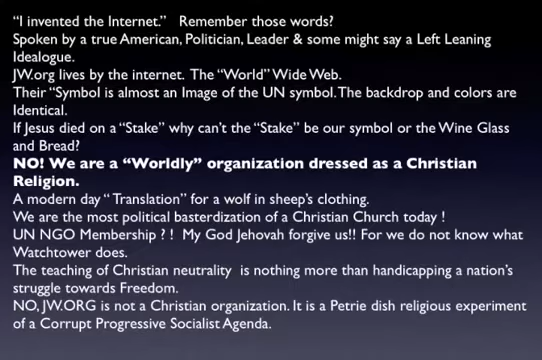 “I invented the Internet.”   Remember those words?
Spoken by a true American, Politician, Leader & some might say a Left Leaning
Idealogue.
JW.org lives by the internet. The “World” Wide Web.
Their “Symbol is almost an Image of the UN symbol. The backdrop and colors are
Identical.
If Jesus died on a “Stake” why can’t the “Stake” be our symbol or the Wine Glass
and Bread?
NO! We are a “Worldly” organization dressed as a Christian
Religion.
A modern day “ Translation” for a wolf in sheep’s clothing.
We are the most political basterdization of a Christian Church today !
UN NGO Membership ? !  My God Jehovah forgive us!! For we do not know what
Watchtower does.
The teaching of Christian neutrality  is nothing more than handicapping a nation’s
struggle towards Freedom.
NO, JW.ORG is not a Christian organization. It is a Petrie dish religious experiment
of a Corrupt Progressive Socialist Agenda.